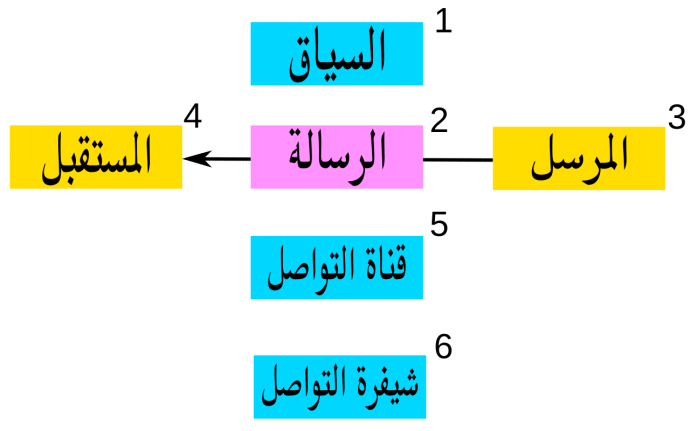 السياق 1
المرسل 3
الرسالة 2
المستقبل 4
قناة التواصل 5
شيفرة التواصل 6